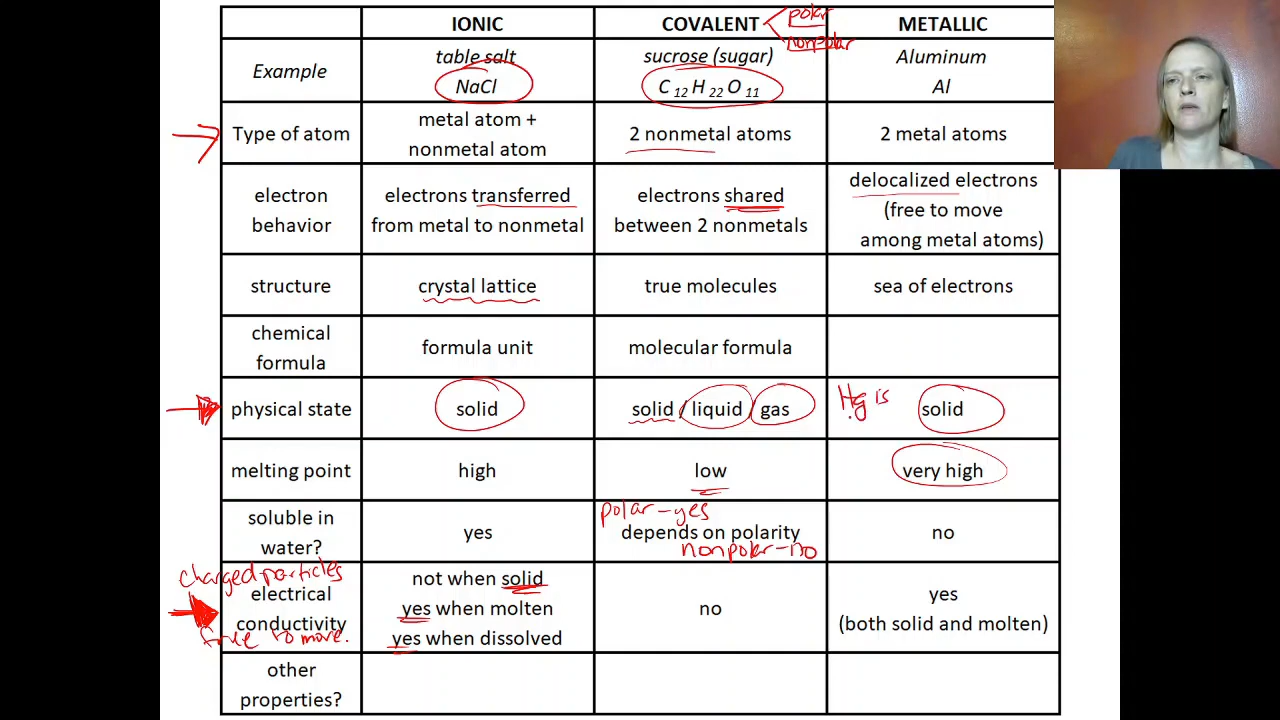 IONIC COVALENT METALLIC
polar
nonpolar
Example
table salt
NaCl
sucrose (sugar)
C 12 H 22 O 11
Aluminum
Al
Type of atom
metal atom +
nonmetal atom
2 nonmetal atoms
2 metal atoms
electron
behavior
electrons transferred
from metal to nonmetal
electrons shared
between 2 nonmetals
delocalized electrons
(free to move
among metal atoms)
structure
crystal lattice
true molecules
sea of electrons
chemical
formula
formula unit
molecular formula
physical state
solid
solid / liquid / gas
Hg is
solid
melting point
high
low
very high
soluble in
water?
yes
polar - yes
depends on polarity
nonpolar - no
no
charged particles
electrical
conductivity
free to move.
not when solid
yes when molten
yes when dissolved
no
yes
(both solid and molten)
other
properties?